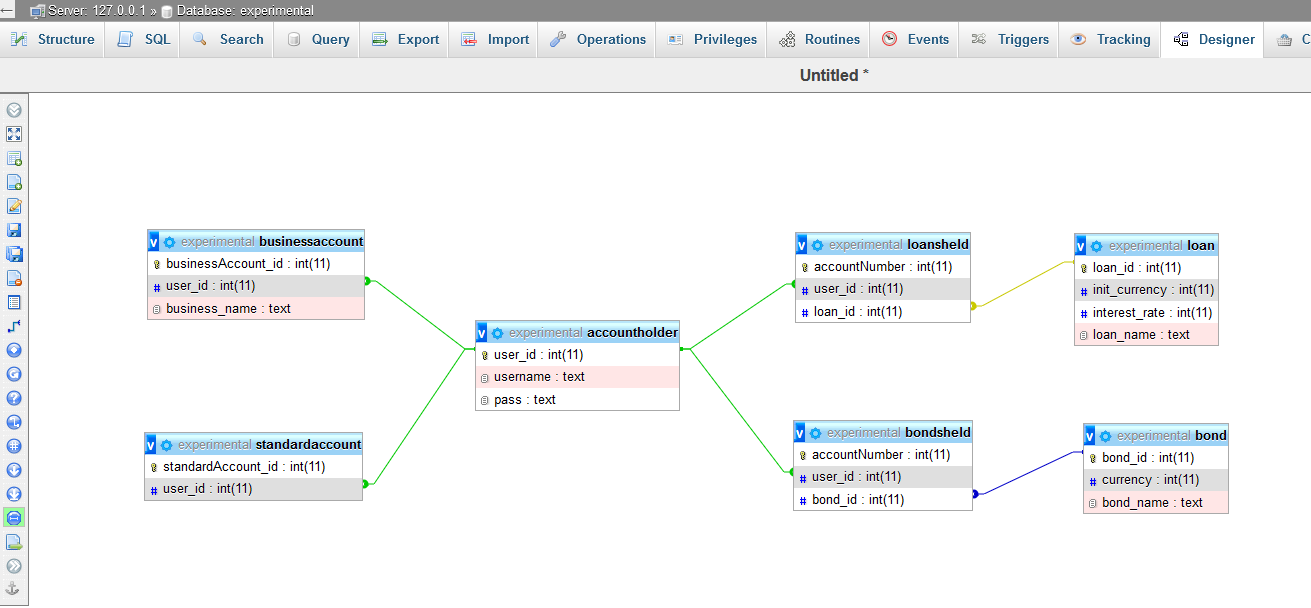 Server: 127.0.0.1 » Database: experimental
Structure SQL Search Query Export Import Operations Privileges Routines Events Triggers Tracking Designer C
Untitled *
v experimental businessaccount
businessAccount_id : int(11)
# user_id : int(11)
business_name : text
v experimental standardaccount
standardAccount_id : int(11)
# user_id : int(11)
v experimental accountholder
user_id : int(11)
username : text
pass : text
v experimental loansheld
accountNumber : int(11)
# user_id : int(11)
# loan_id : int(11)
v experimental bondsheld
accountNumber : int(11)
# user_id : int(11)
# bond_id : int(11)
v experimental loan
loan_id : int(11)
# init_currency : int(11)
# interest_rate : int(11)
loan_name : text
v experimental bond
bond_id : int(11)
# currency : int(11)
bond_name : text